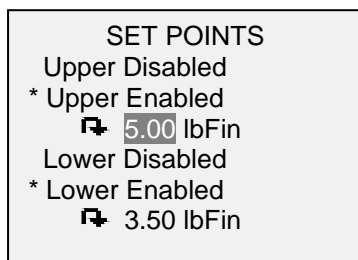 SET POINTS
Upper Disabled
* Upper Enabled
5.00 lbFin
Lower Disabled
* Lower Enabled
3.50 lbFin